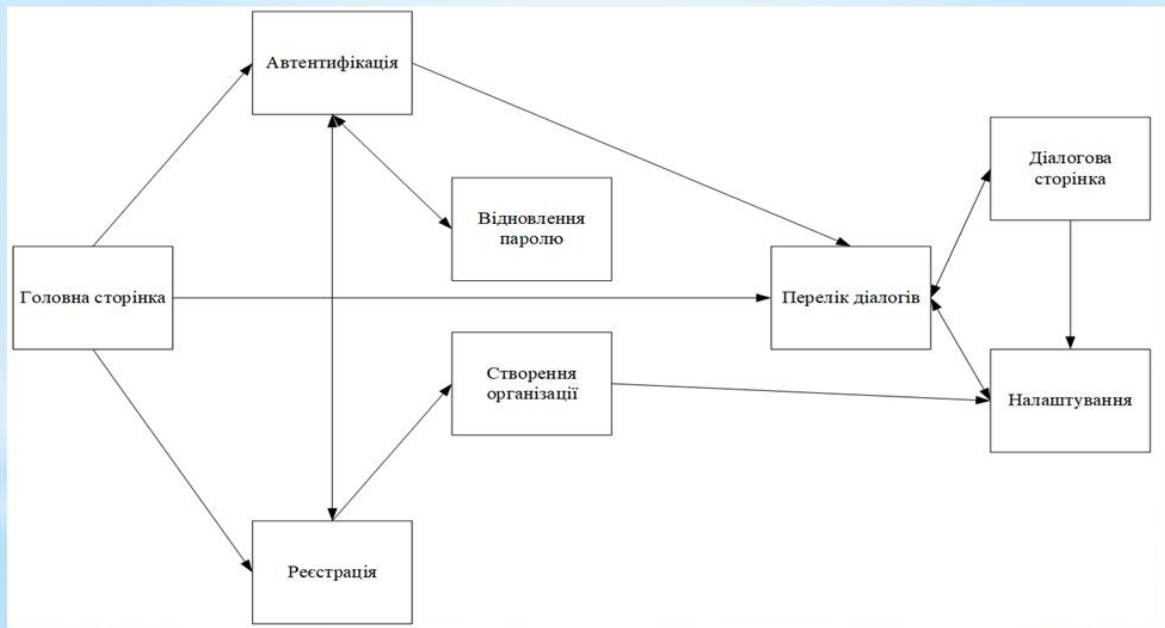 Автентифікація
Діалогова
сторінка
Відновлення
паролю
Головна сторінка
Перелік діалогів
Створення
організації
Налаштування
Реєстрація